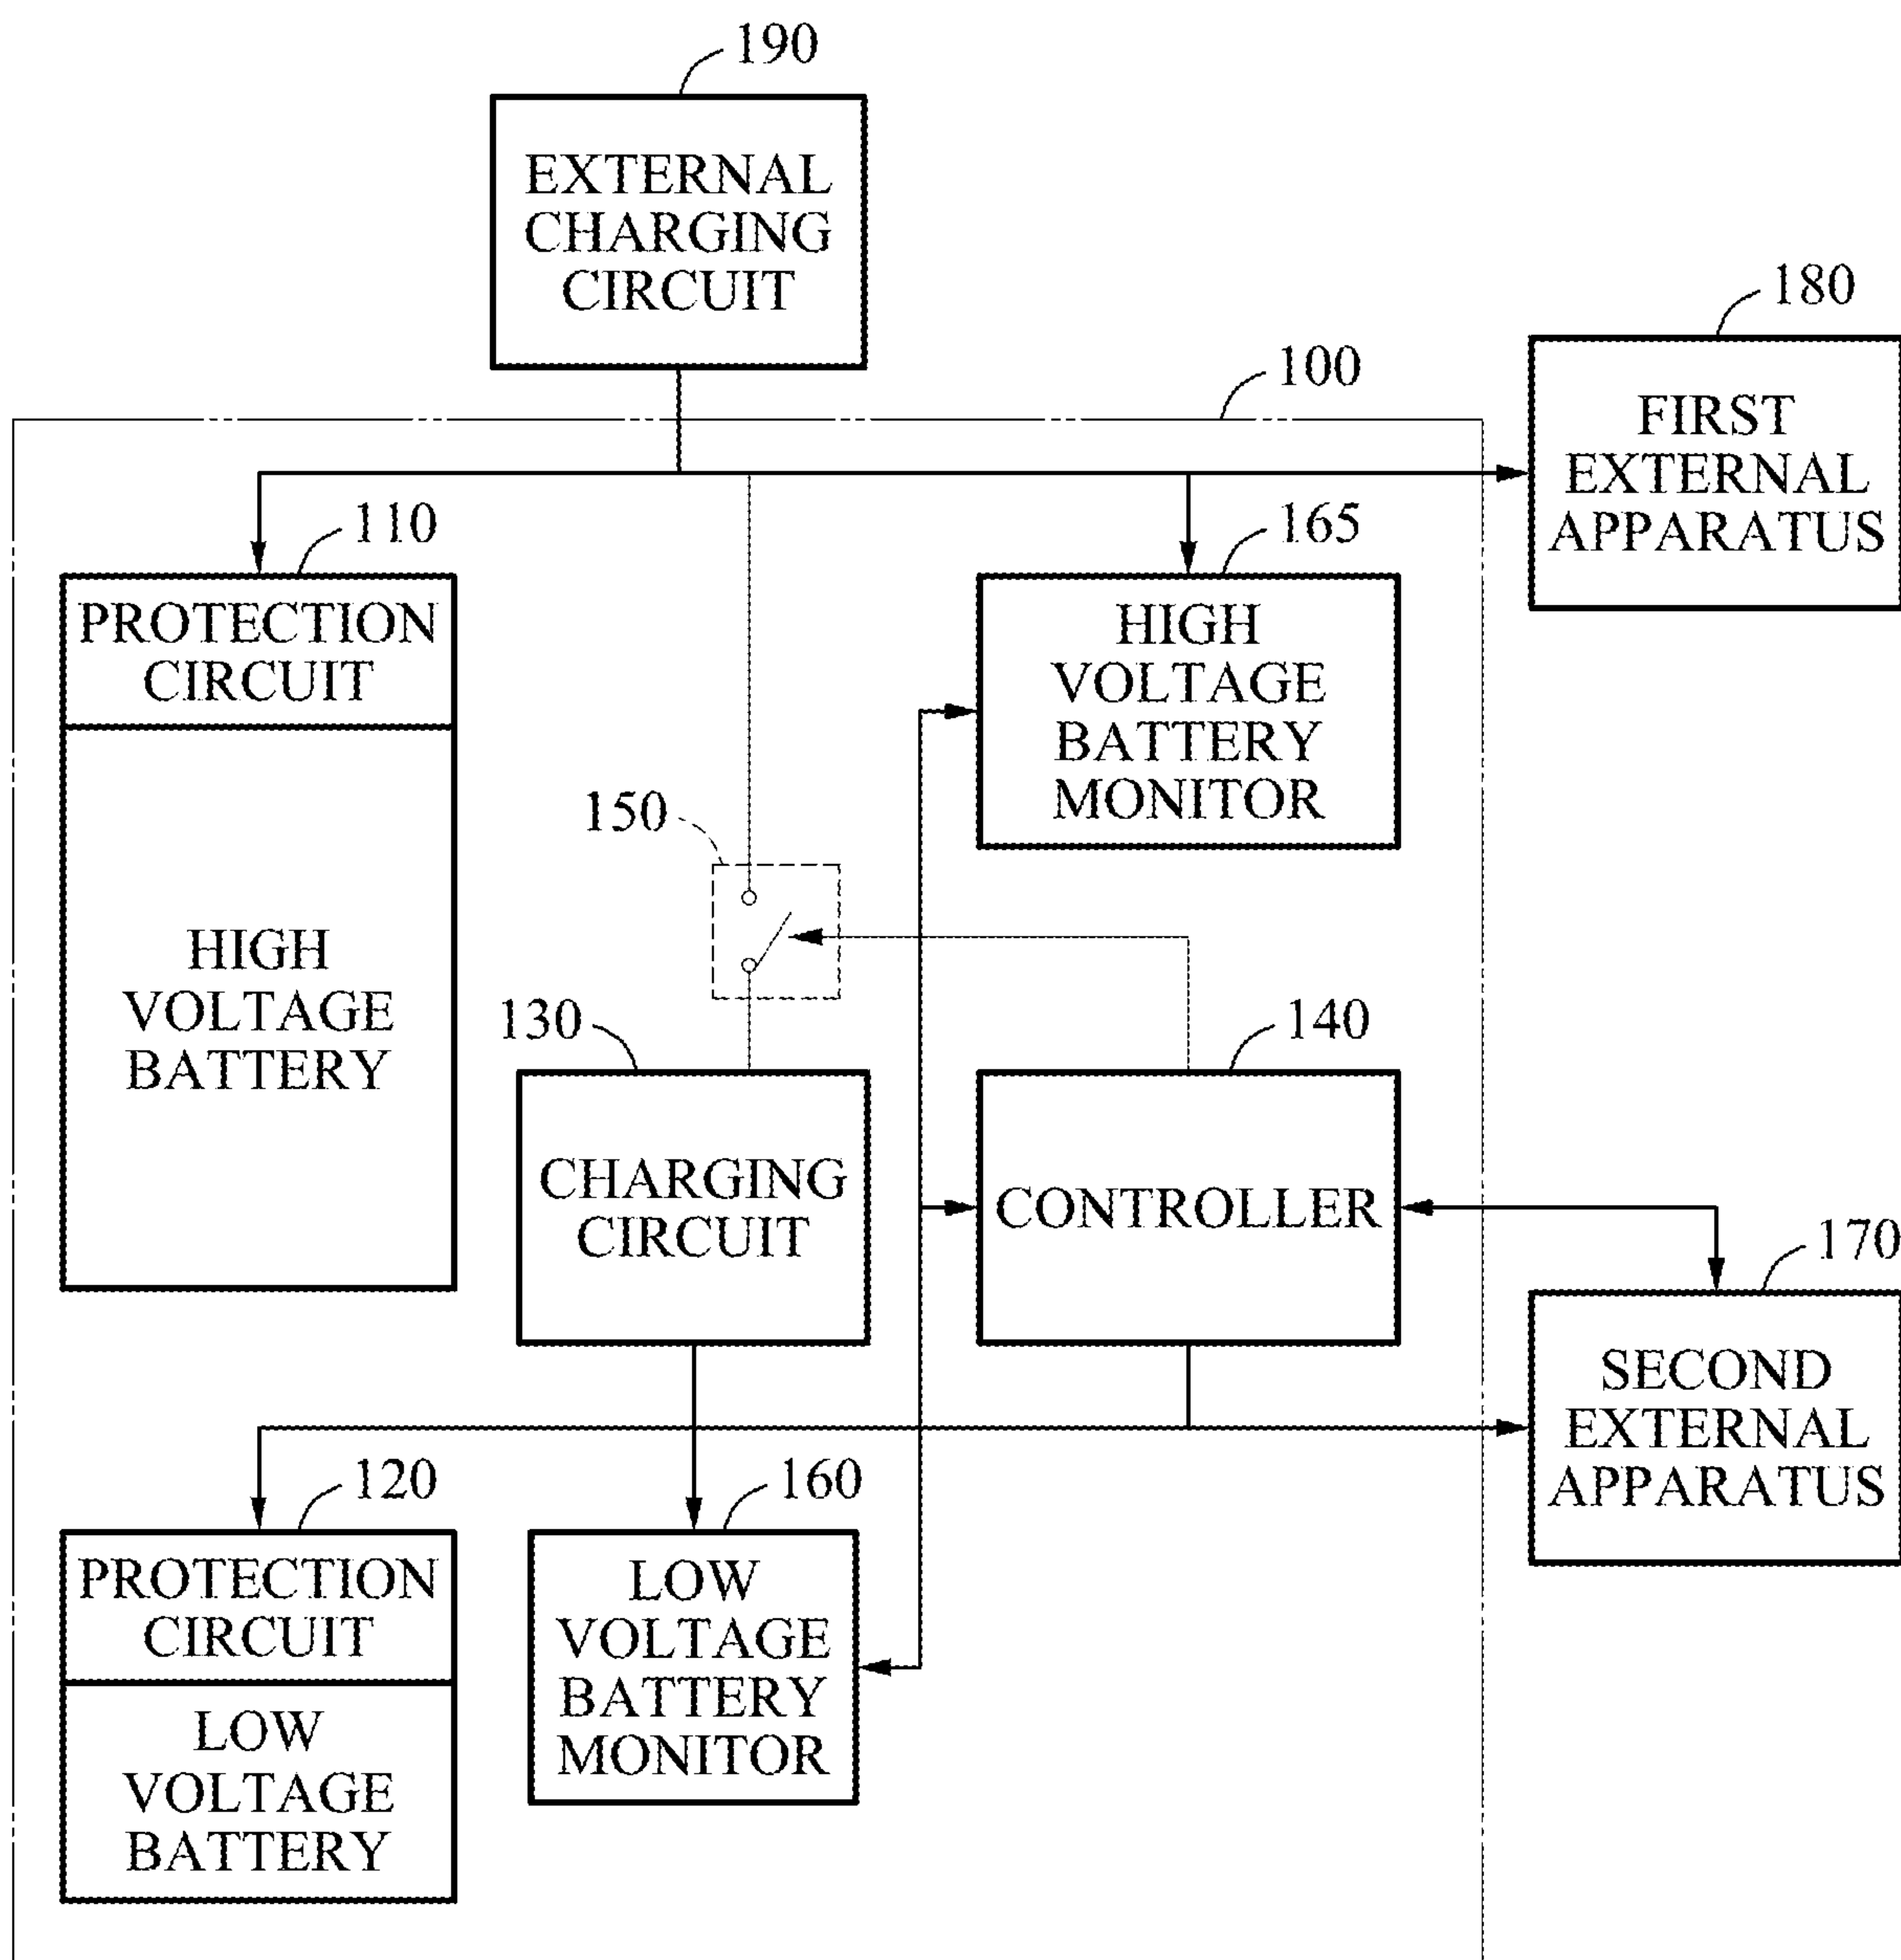 190
EXTERNAL
CHARGING
CIRCUIT
180
100
FIRST
EXTERNAL
APPARATUS
110
165
PROTECTION
CIRCUIT
HIGH
VOLTAGE
BATTERY
MONITOR
150
HIGH
VOLTAGE
BATTERY
130
140
CHARGING
CIRCUIT
CONTROLLER
170
SECOND
EXTERNAL
APPARATUS
120
160
PROTECTION
CIRCUIT
LOW
VOLTAGE
BATTERY
LOW
VOLTAGE
BATTERY
MONITOR